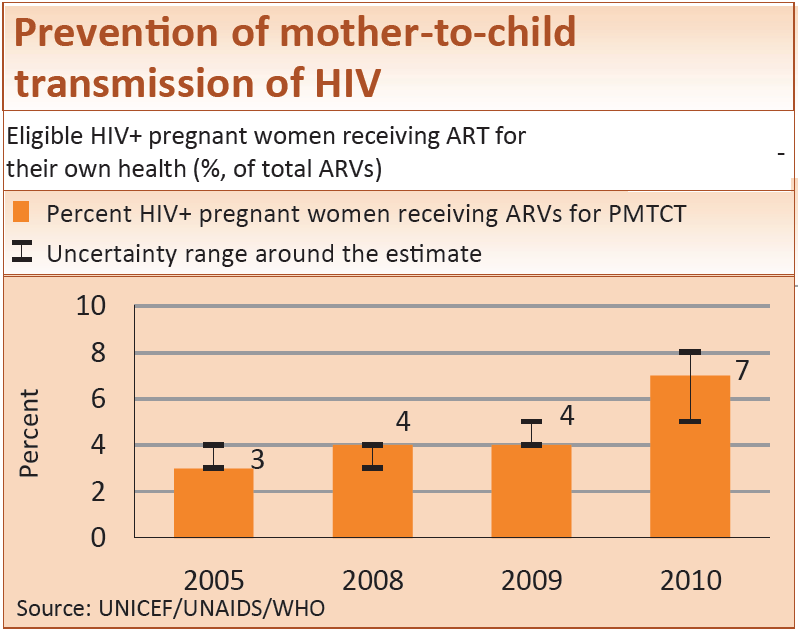 Prevention of mother-to-child
transmission of HIV
Eligible HIV+ pregnant women receiving ART for
their own health (%, of total ARVs)
-
Percent HIV+ pregnant women receiving ARVs for PMTCT
Uncertainty range around the estimate
Percent
10
8
6
4
2
0
3
4
4
7
2005 2008 2009 2010
Source: UNICEF/UNAIDS/WHO